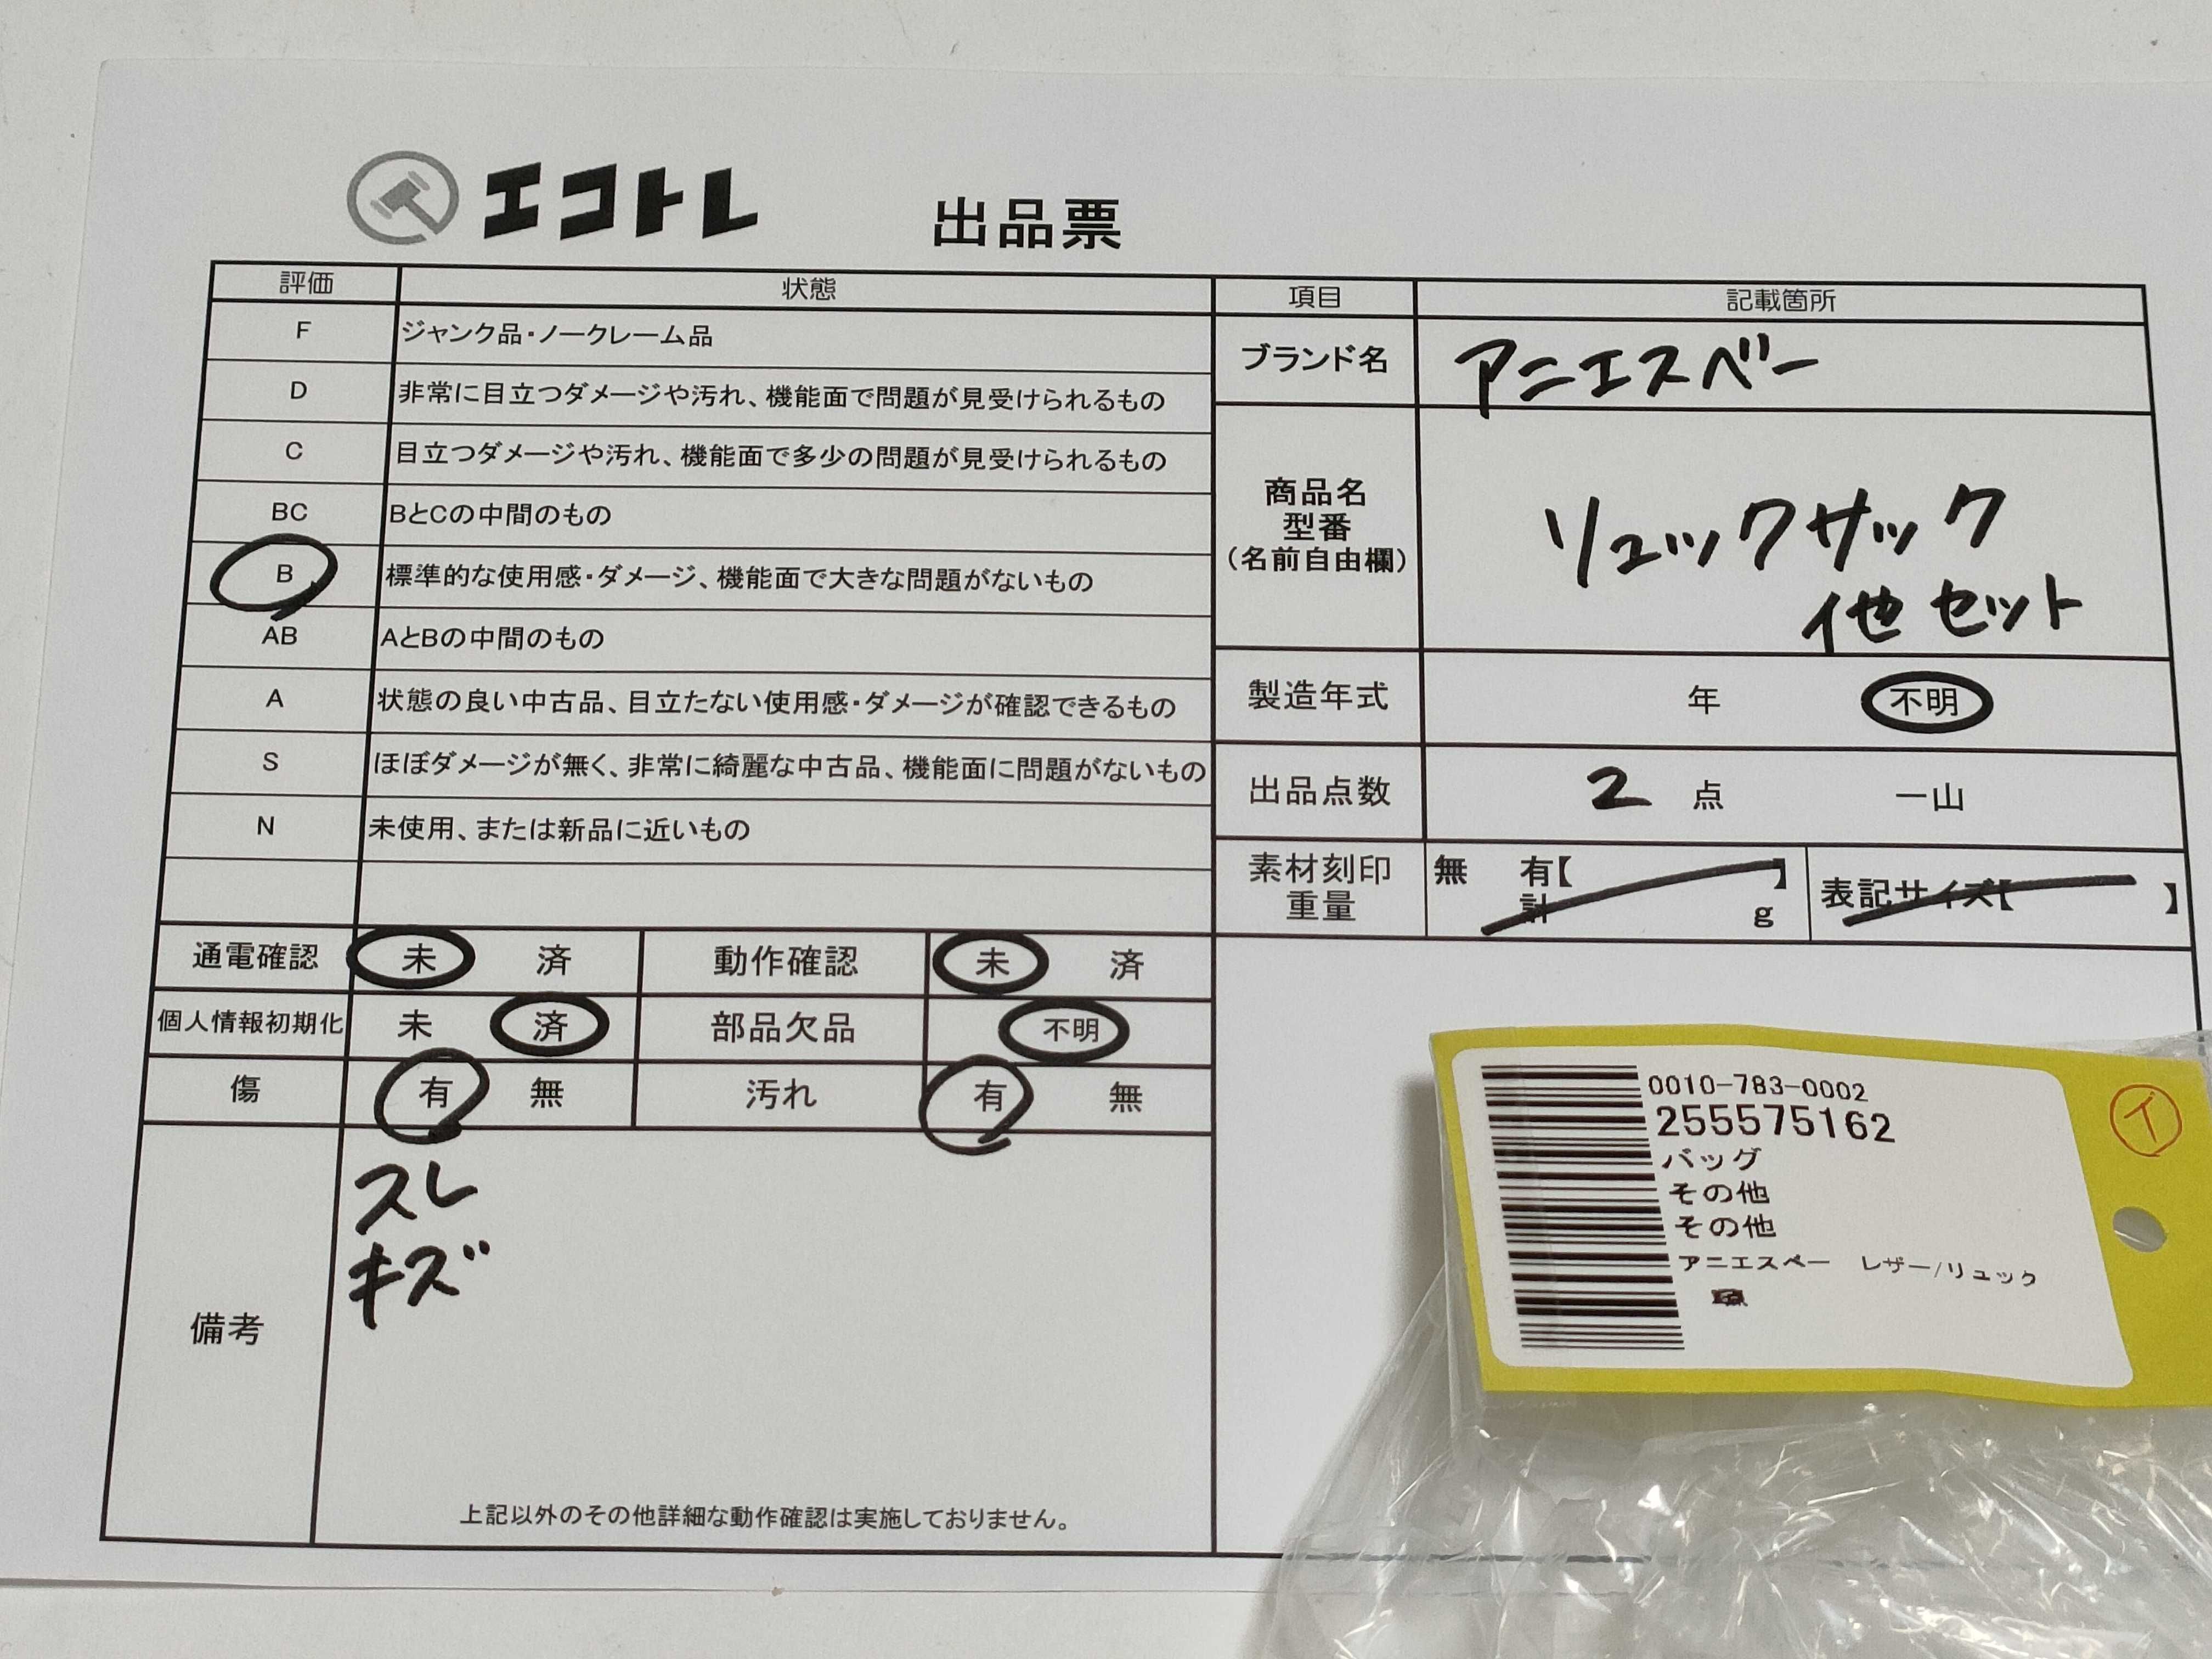 エコトレ 出品票
評価 状態
F ジャンク品・ノークレーム品
D 非常に目立つダメージや汚れ、機能面で問題が見受けられるもの
C 目立つダメージや汚れ、機能面で多少の問題が見受けられるもの
BC BとCの中間のもの
B 標準的な使用感・ダメージ、機能面で大きな問題がないもの
AB AとBの中間のもの
A 状態の良い中古品、目立たない使用感・ダメージが確認できるもの
S ほぼダメージが無く、非常に綺麗な中古品、機能面に問題がないもの
N 未使用、または新品に近いもの
通電確認 未 済 動作確認 未 済
個人情報初期化 未 済 部品欠品 不明
傷 有 無 汚れ 有 無
備考
スレ
キズ
上記以外のその他詳細な動作確認は実施しておりません。
項目 記載箇所
ブランド名 アニエスベー
商品名
型番
(名前自由欄)
リュックサック
他セット
製造年式 年 不明
出品点数 2 点 一山
素材刻印 無 有【 】
重量 計 g
表記サイズ【 】
0010-783-0002
255575162
バッグ
その他
その他
アニエスベー レザー/リュック
イ